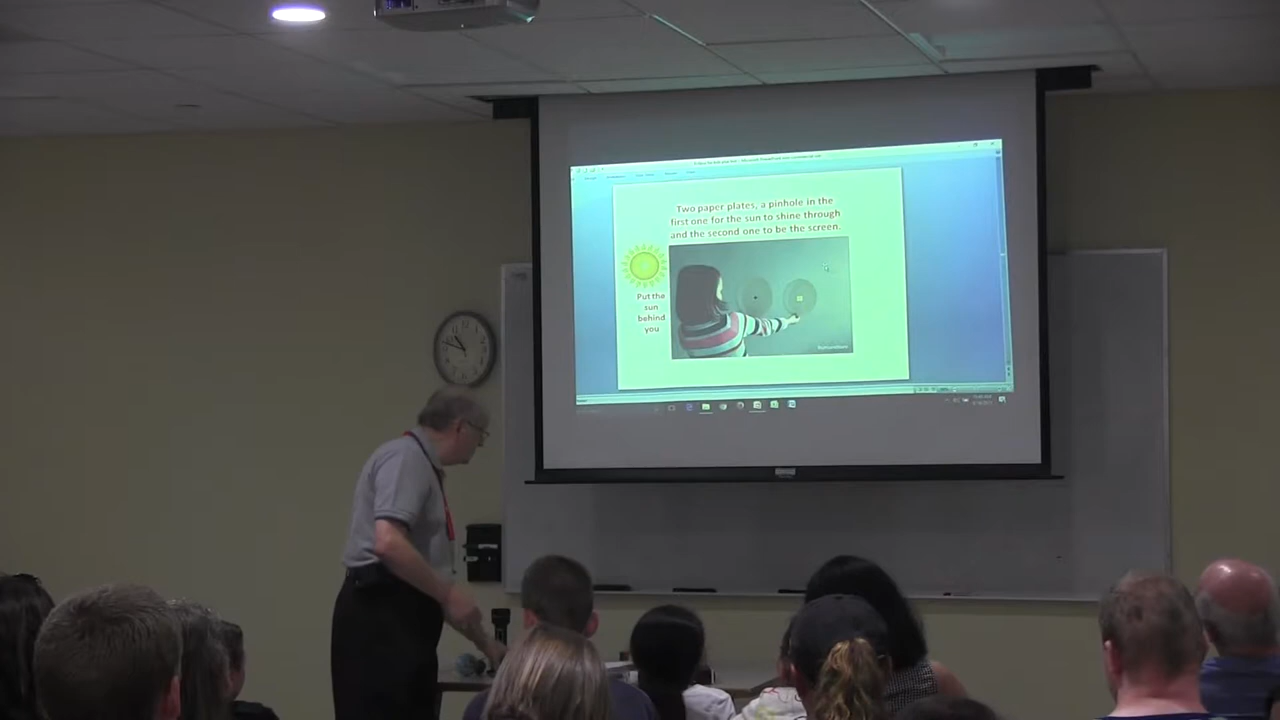 Two paper plates, a pinhole in the
first one for the sun to shine through
and the second one to be the screen.
Put the
sun
behind
you